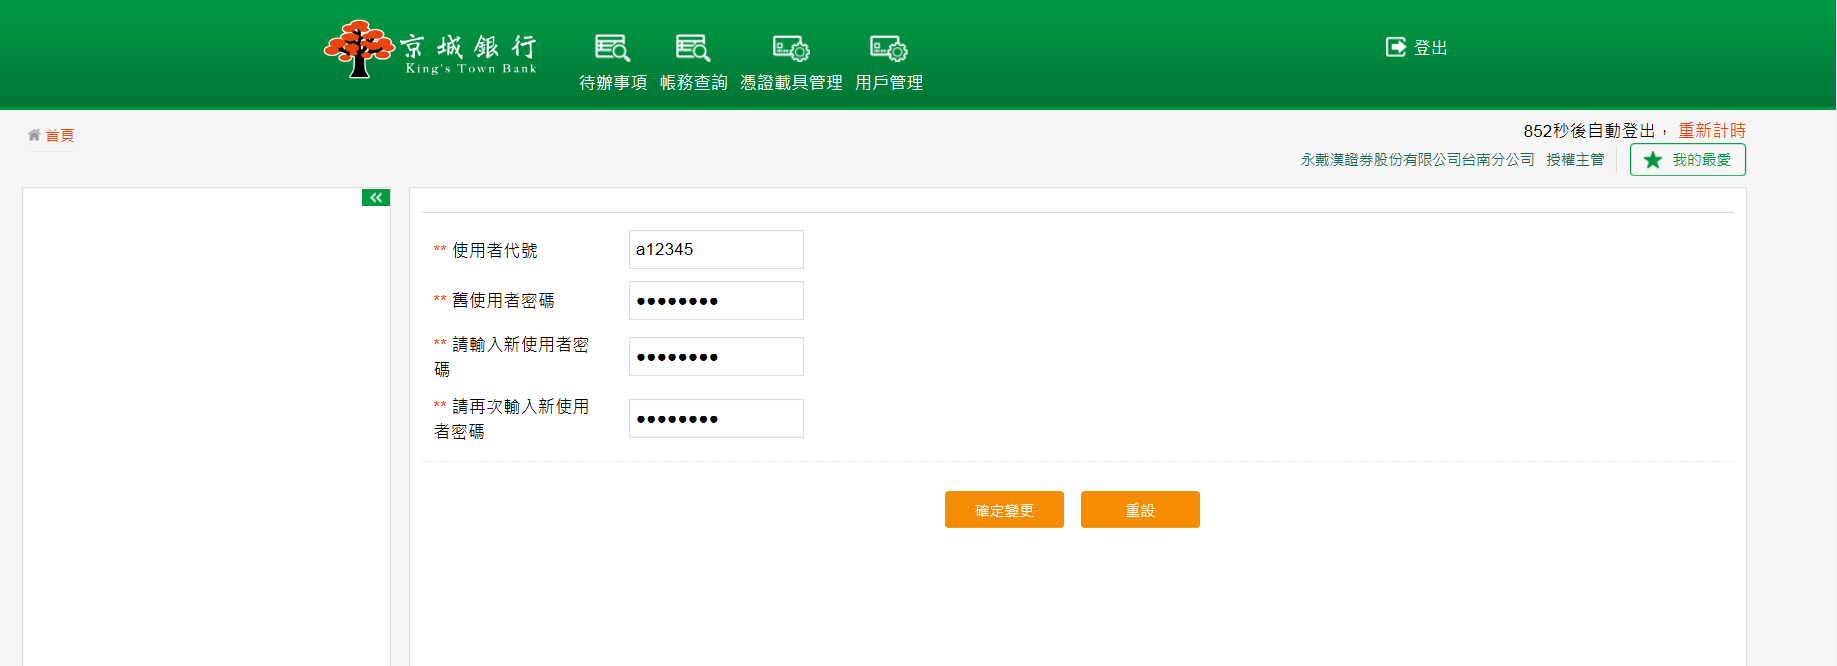 京城銀行
King's Town Bank
待辦事項 帳務查詢 憑證載具管理 用戶管理
登出
首頁
852秒後自動登出， 重新計時
永戴漢證券股份有限公司台南分公司 授權主管
我的最愛
** 使用者代號 a12345
** 舊使用者密碼 ●●●●●●●●
** 請輸入新使用者密
碼 ●●●●●●●●
** 請再次輸入新使用
者密碼 ●●●●●●●●
確定變更 重設